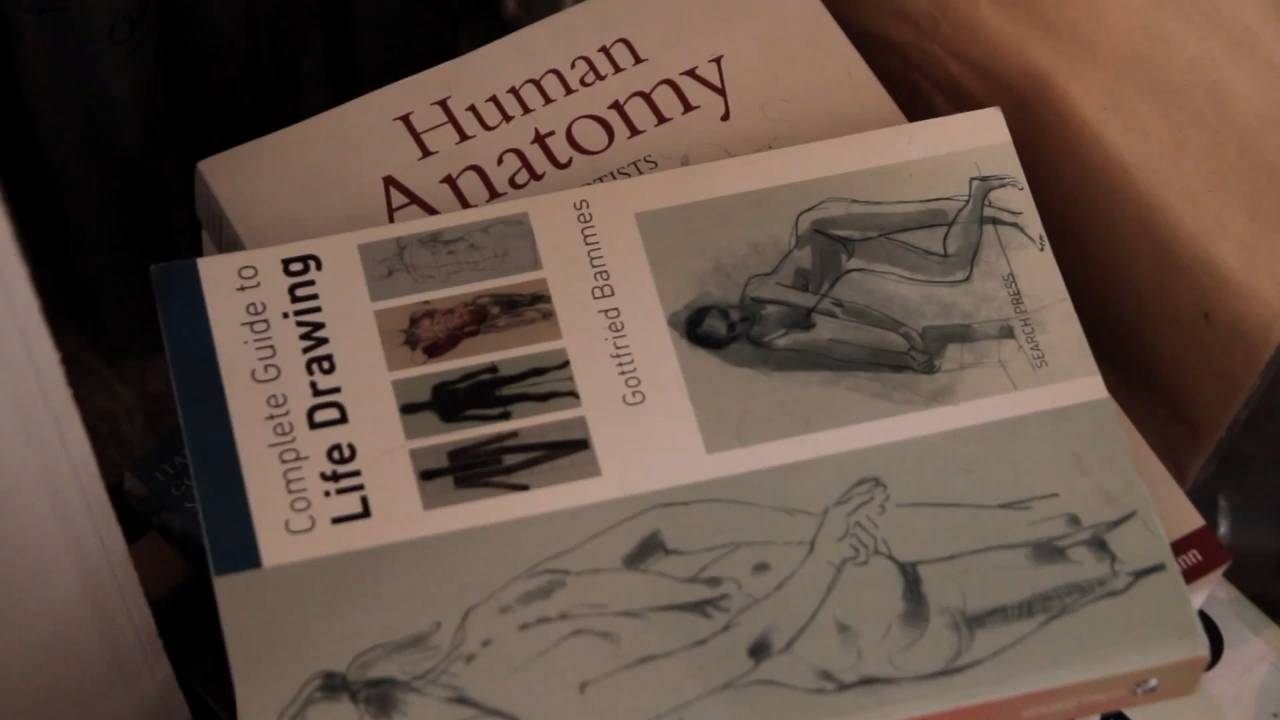 Human
Anatomy
Complete Guide to
Life Drawing
Gottfried Bammes
SEARCH PRESS